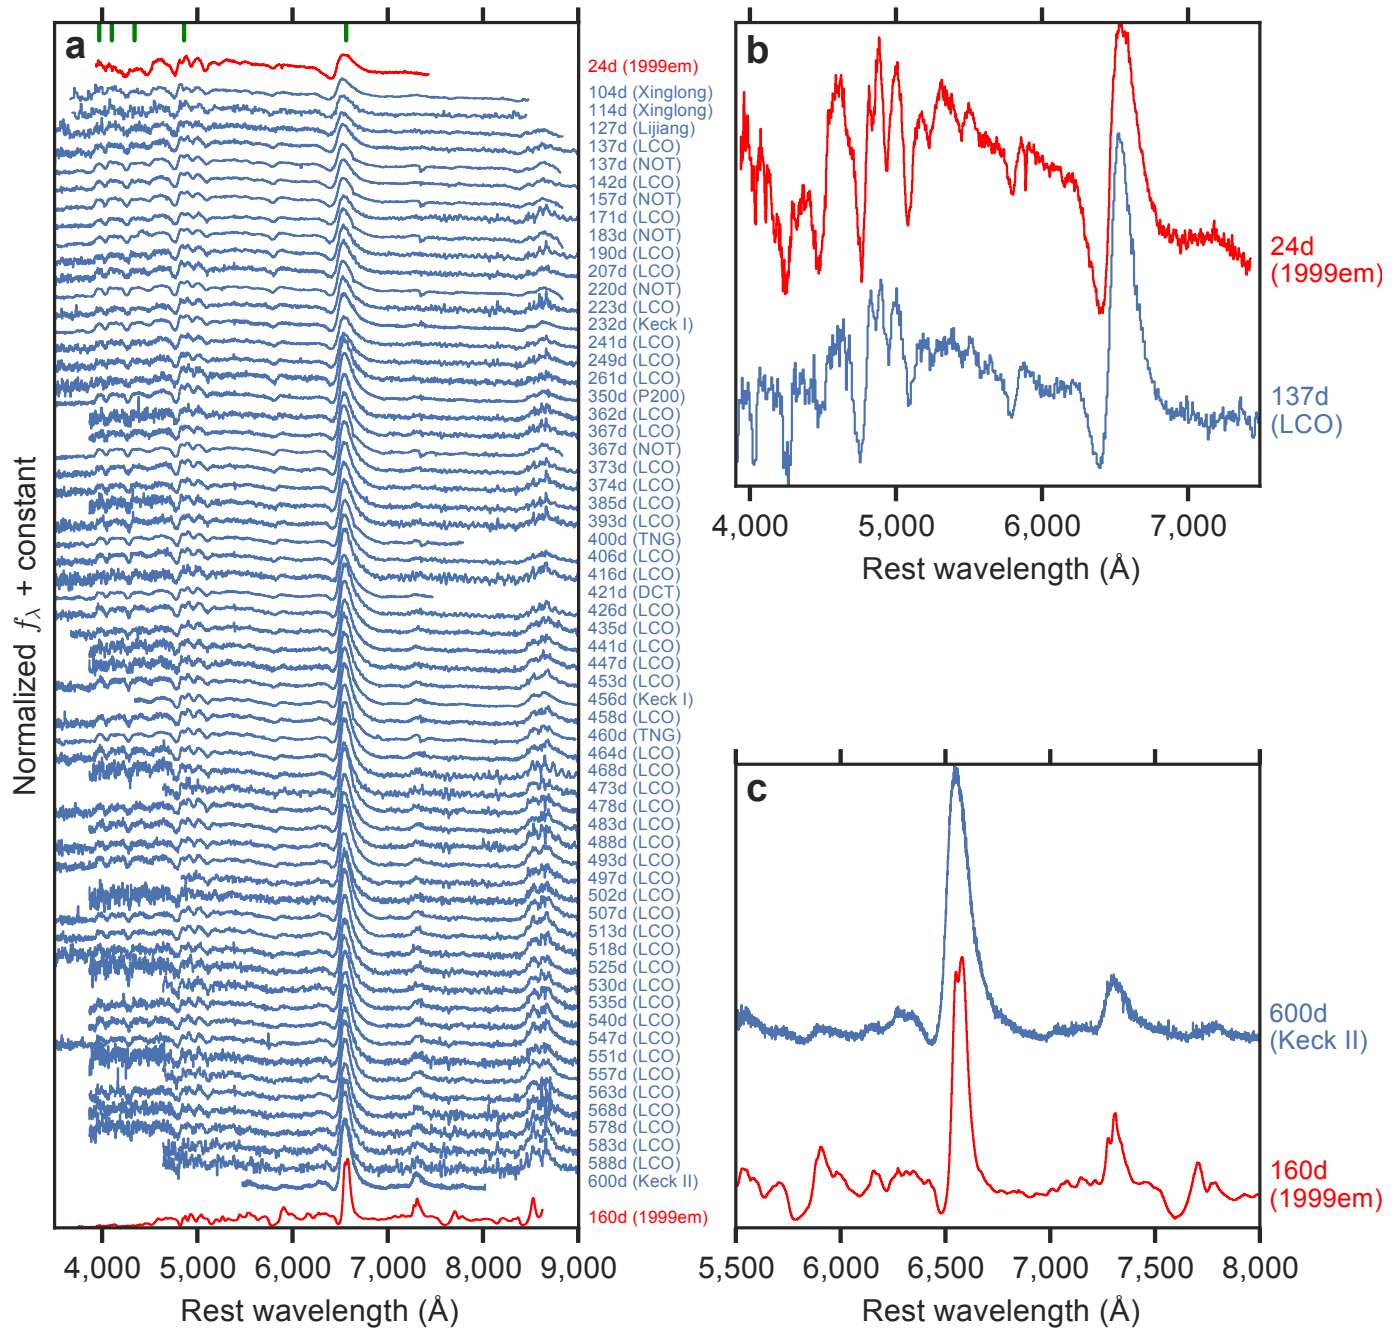 a
24d (1999em)
104d (Xinglong)
114d (Xinglong)
127d (Lijiang)
137d (LCO)
137d (NOT)
142d (LCO)
157d (NOT)
171d (LCO)
183d (NOT)
190d (LCO)
207d (LCO)
220d (NOT)
223d (LCO)
232d (Keck I)
241d (LCO)
249d (LCO)
261d (LCO)
350d (P200)
362d (LCO)
367d (LCO)
367d (NOT)
373d (LCO)
374d (LCO)
385d (LCO)
393d (LCO)
400d (TNG)
406d (LCO)
416d (LCO)
421d (DCT)
426d (LCO)
435d (LCO)
441d (LCO)
447d (LCO)
453d (LCO)
456d (Keck I)
458d (LCO)
460d (TNG)
464d (LCO)
468d (LCO)
473d (LCO)
478d (LCO)
483d (LCO)
488d (LCO)
493d (LCO)
497d (LCO)
502d (LCO)
507d (LCO)
513d (LCO)
518d (LCO)
525d (LCO)
530d (LCO)
535d (LCO)
540d (LCO)
547d (LCO)
551d (LCO)
557d (LCO)
563d (LCO)
568d (LCO)
578d (LCO)
583d (LCO)
588d (LCO)
600d (Keck II)
160d (1999em)
Normalized fλ + constant
4,000 5,000 6,000 7,000 8,000 9,000
Rest wavelength (Å)
b
24d
(1999em)
137d
(LCO)
4,000 5,000 6,000 7,000
Rest wavelength (Å)
c
600d
(Keck II)
160d
(1999em)
5,500 6,000 6,500 7,000 7,500 8,000
Rest wavelength (Å)